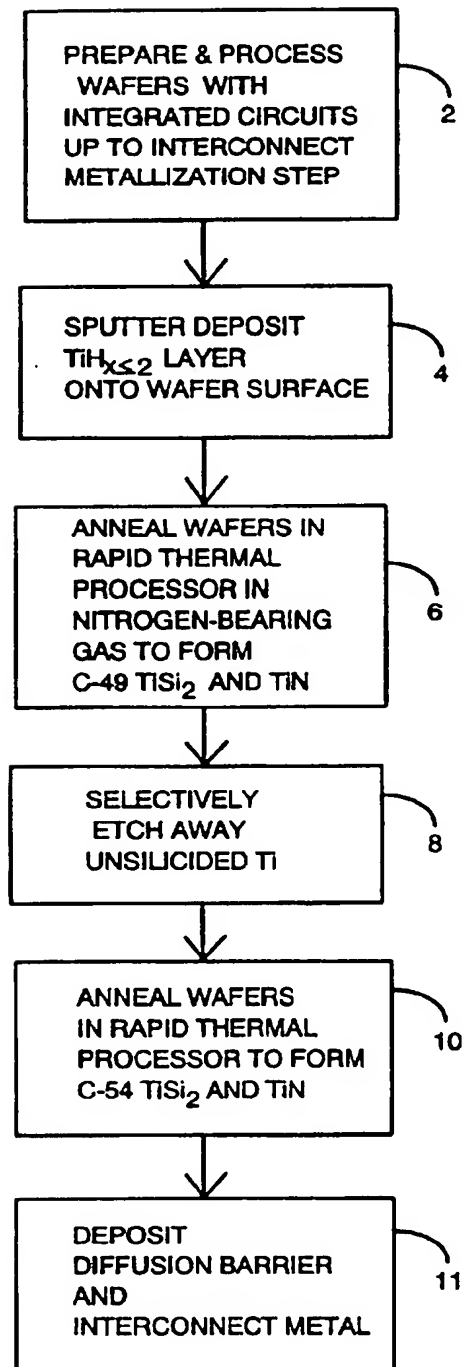 PREPARE & PROCESS
WAFERS WITH
INTEGRATED CIRCUITS
UP TO INTERCONNECT
METALLIZATION STEP
2
SPUTTER DEPOSIT
TiHx≤2 LAYER
ONTO WAFER SURFACE
4
ANNEAL WAFERS IN
RAPID THERMAL
PROCESSOR IN
NITROGEN-BEARING
GAS TO FORM
C-49 TiSi2 AND TiN
6
SELECTIVELY
ETCH AWAY
UNSILICIDED Ti
8
ANNEAL WAFERS
IN RAPID THERMAL
PROCESSOR TO FORM
C-54 TiSi2 AND TiN
10
DEPOSIT
DIFFUSION BARRIER
AND
INTERCONNECT METAL
11